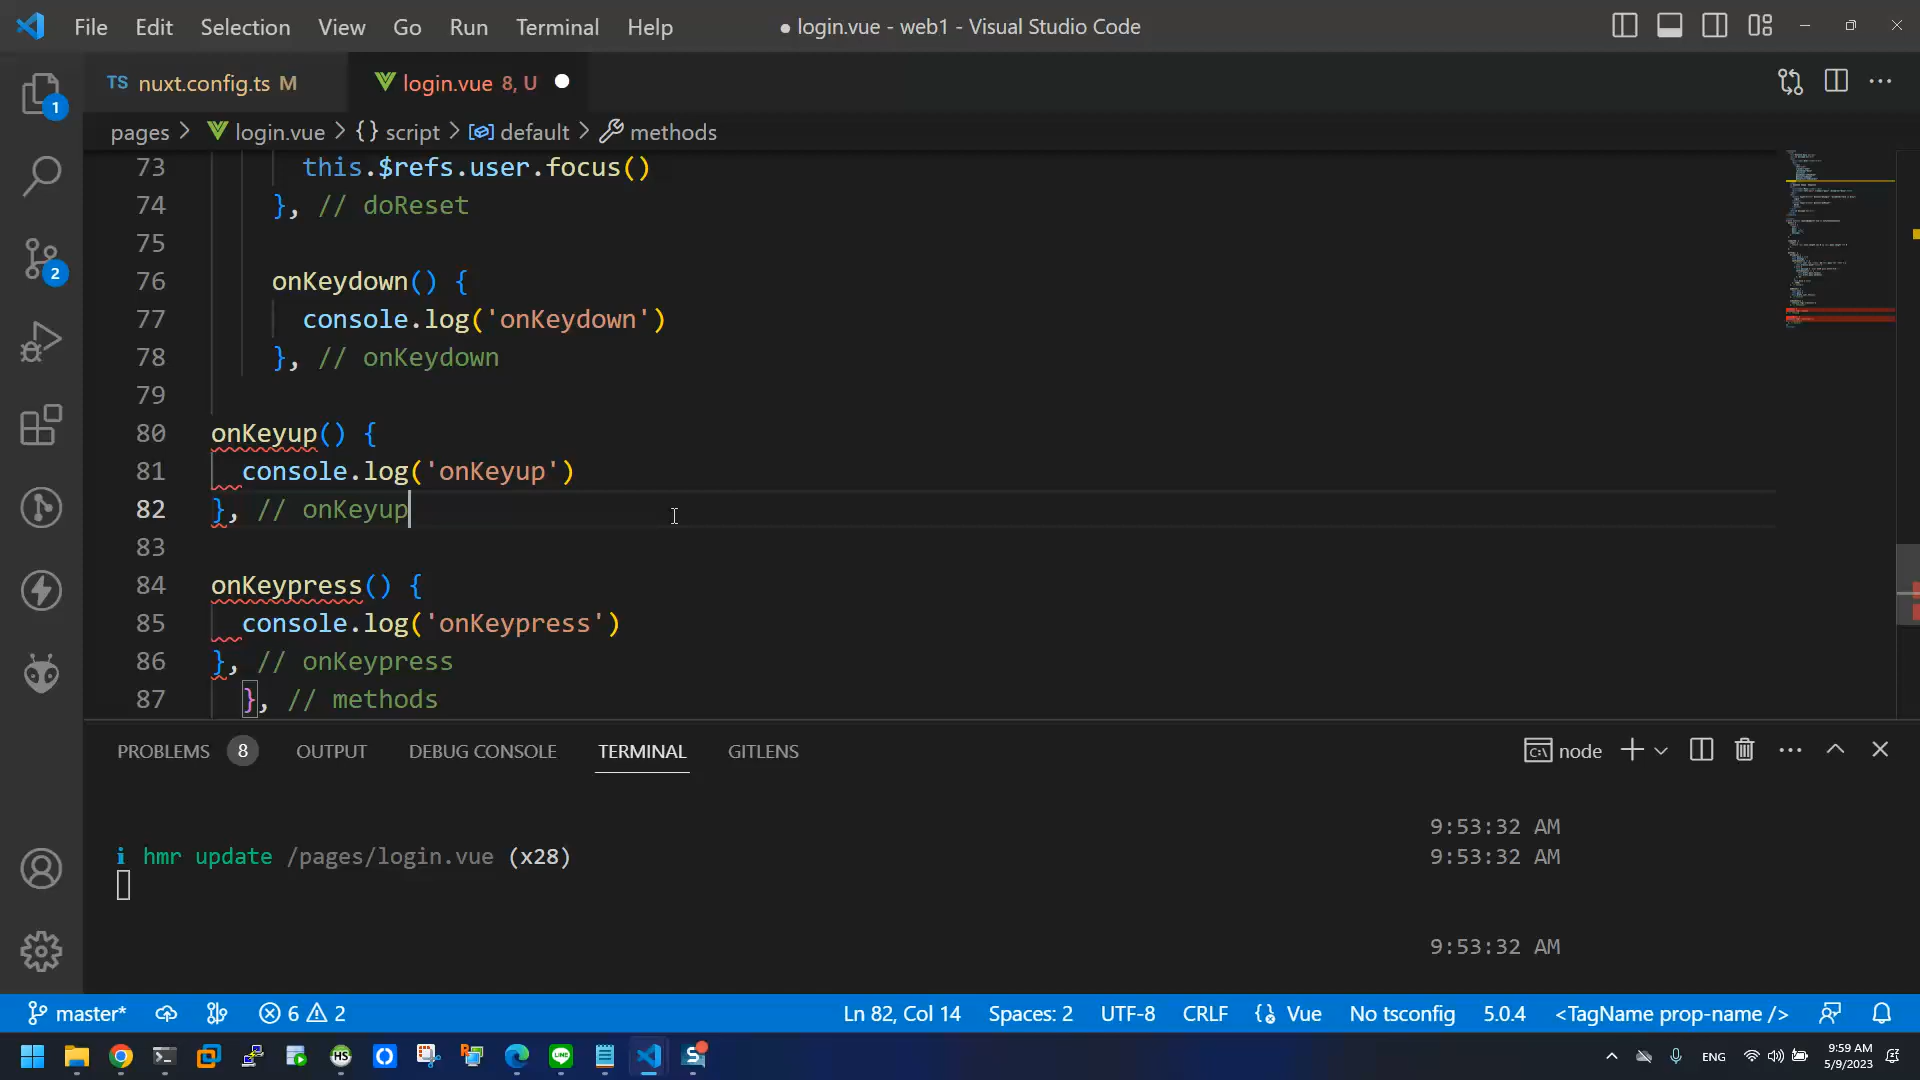 File Edit Selection View Go Run Terminal Help ● login.vue - web1 - Visual Studio Code
1
TS nuxt.config.ts M login.vue 8, U
pages > login.vue > {} script > default > methods
73 this.$refs.user.focus()
74 }, // doReset
75
76 onKeydown() {
77 console.log('onKeydown')
78 }, // onKeydown
79
80 onKeyup() {
81 console.log('onKeyup')
82 }, // onKeyup
83
84 onKeypress() {
85 console.log('onKeypress')
86 }, // onKeypress
87 }, // methods
2
PROBLEMS 8 OUTPUT DEBUG CONSOLE TERMINAL GITLENS node
9:53:32 AM
i hmr update /pages/login.vue (x28) 9:53:32 AM
9:53:32 AM
master* 6 2 Ln 82, Col 14 Spaces: 2 UTF-8 CRLF {} Vue No tsconfig 5.0.4 <TagName prop-name />
HS LINE S ENG 9:59 AM
5/9/2023